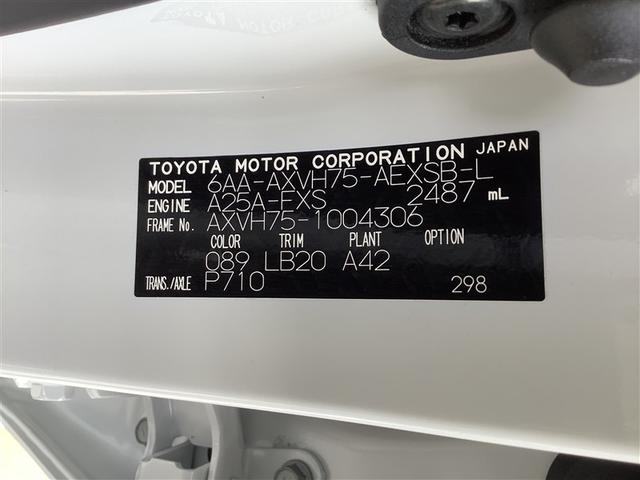 TOYOTA MOTOR CORPORATION JAPAN
MODEL 6AA-AXVH75-AEXSB-L
ENGINE A25A-FXS 2487 mL
FRAME No. AXVH75-1004306
COLOR TRIM PLANT OPTION
089 LB20 A42
TRANS./AXLE P710 298